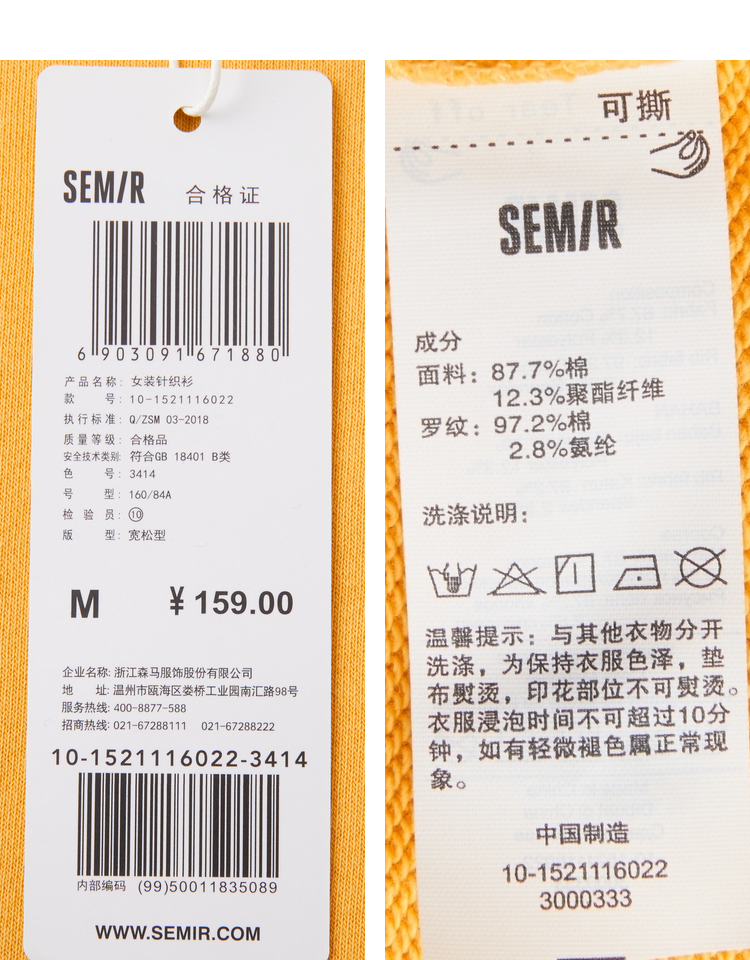 SEMIR 合格证
6 903091 671880
产品名称: 女装针织衫
款 号: 10-1521116022
执行标准: Q/ZSM 03-2018
质量等级: 合格品
安全技术类别: 符合GB 18401 B类
色 号: 3414
号 型: 160/84A
检 验 员: ⑩
版 型: 宽松型
M ¥159.00
企业名称: 浙江森马服饰股份有限公司
地 址: 温州市瓯海区娄桥工业园南汇路98号
服务热线: 400-8877-588
招商热线: 021-67288111 021-67288222
10-1521116022-3414
内部编码 (99)50011835089
WWW.SEMIR.COM
可撕
SEMIR
成分
面料: 87.7%棉
12.3%聚酯纤维
罗纹: 97.2%棉
2.8%氨纶
洗涤说明:
温馨提示: 与其他衣物分开
洗涤，为保持衣服色泽，垫
布熨烫，印花部位不可熨烫。
衣服浸泡时间不可超过10分
钟，如有轻微褪色属正常现
象。
中国制造
10-1521116022
3000333